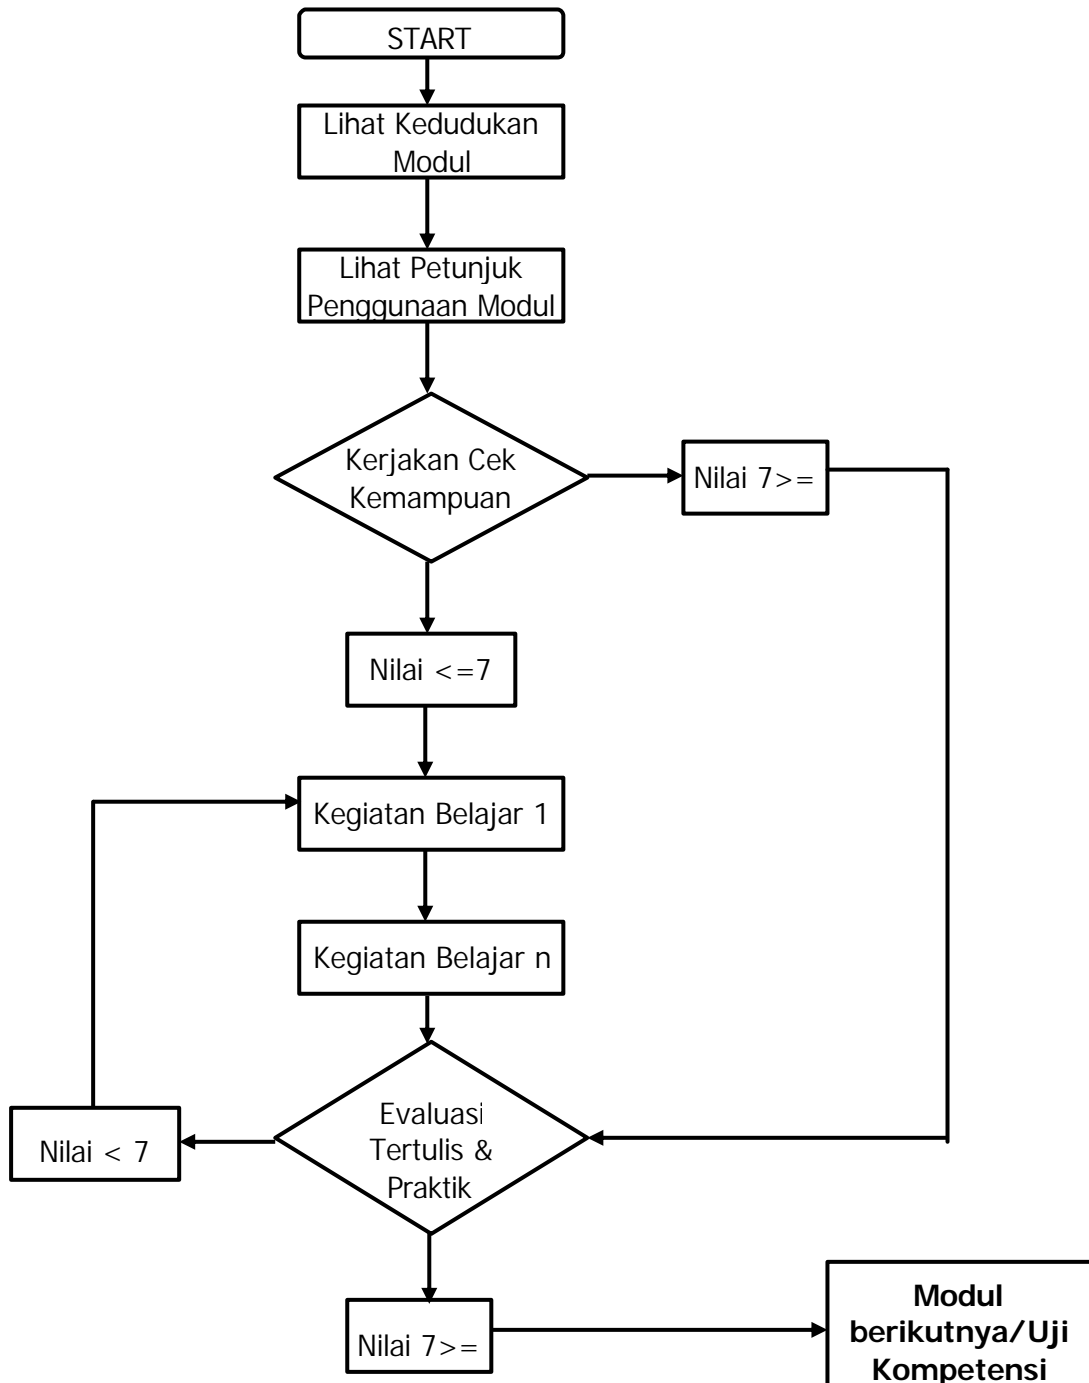 START
Lihat Kedudukan
Modul
Lihat Petunjuk
Penggunaan Modul
Kerjakan Cek
Kemampuan
Nilai 7>=
Nilai <=7
Kegiatan Belajar 1
Kegiatan Belajar n
Evaluasi
Tertulis &
Praktik
Nilai < 7
Nilai 7>=
Modul
berikutnya/Uji
Kompetensi